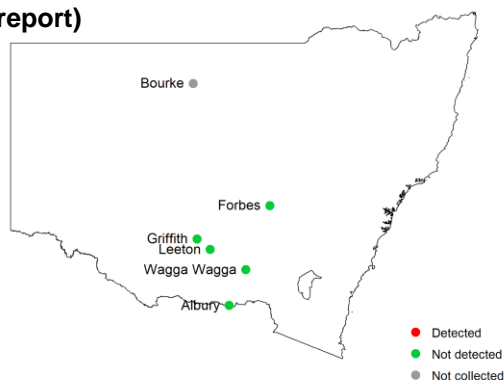 report)
Bourke
Forbes
Griffith
Leeton
Wagga Wagga
Albury
Detected
Not detected
Not collected